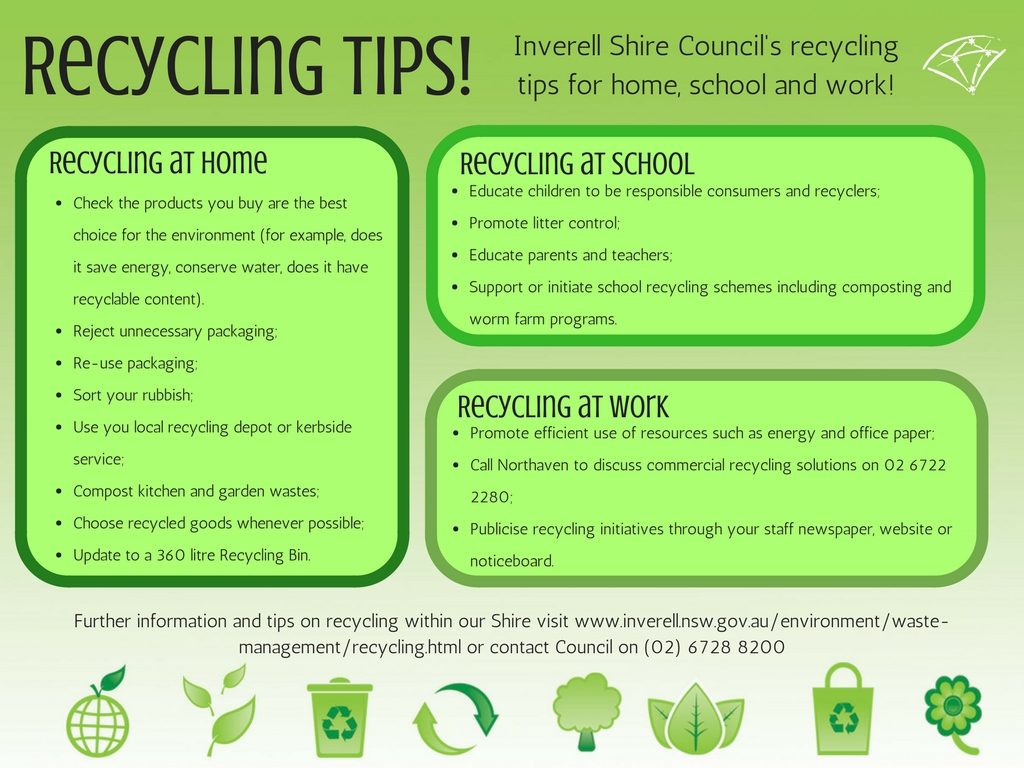 Recycling Tips!
Inverell Shire Council's recycling
tips for home, school and work!
Recycling at Home
• Check the products you buy are the best
choice for the environment (for example, does
it save energy, conserve water, does it have
recyclable content).
• Reject unnecessary packaging;
• Re-use packaging;
• Sort your rubbish;
• Use you local recycling depot or kerbside
service;
• Compost kitchen and garden wastes;
• Choose recycled goods whenever possible;
• Update to a 360 litre Recycling Bin.
Recycling at School
• Educate children to be responsible consumers and recyclers;
• Promote litter control;
• Educate parents and teachers;
• Support or initiate school recycling schemes including composting and
worm farm programs.
Recycling at Work
• Promote efficient use of resources such as energy and office paper;
• Call Northaven to discuss commercial recycling solutions on 02 6722
2280;
• Publicise recycling initiatives through your staff newspaper, website or
noticeboard.
Further information and tips on recycling within our Shire visit www.inverell.nsw.gov.au/environment/waste-
management/recycling.html or contact Council on (02) 6728 8200